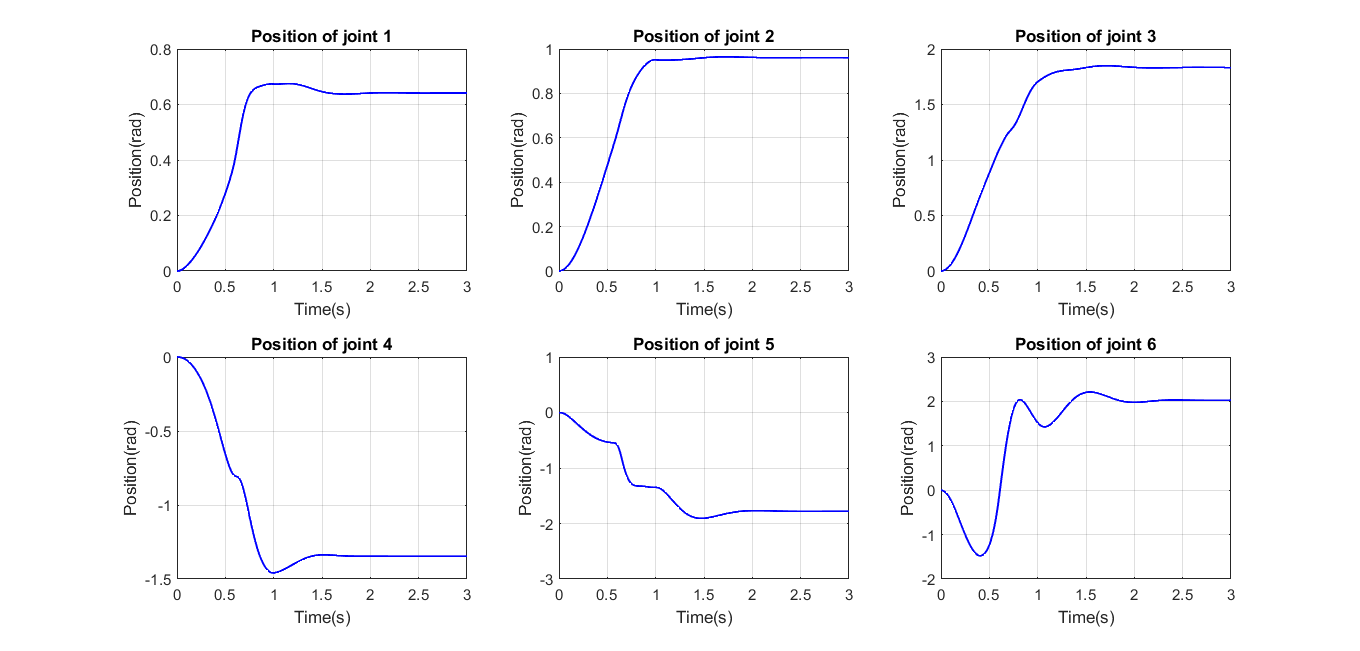 Position of joint 1
0.8
0.6
0.4
0.2
0
Position(rad)
0 0.5 1 1.5 2 2.5 3
Time(s)
Position of joint 2
1
0.8
0.6
0.4
0.2
0
Position(rad)
0 0.5 1 1.5 2 2.5 3
Time(s)
Position of joint 3
2
1.5
1
0.5
0
Position(rad)
0 0.5 1 1.5 2 2.5 3
Time(s)
Position of joint 4
0
-0.5
-1
-1.5
Position(rad)
0 0.5 1 1.5 2 2.5 3
Time(s)
Position of joint 5
1
0
-1
-2
-3
Position(rad)
0 0.5 1 1.5 2 2.5 3
Time(s)
Position of joint 6
3
2
1
0
-1
-2
Position(rad)
0 0.5 1 1.5 2 2.5 3
Time(s)